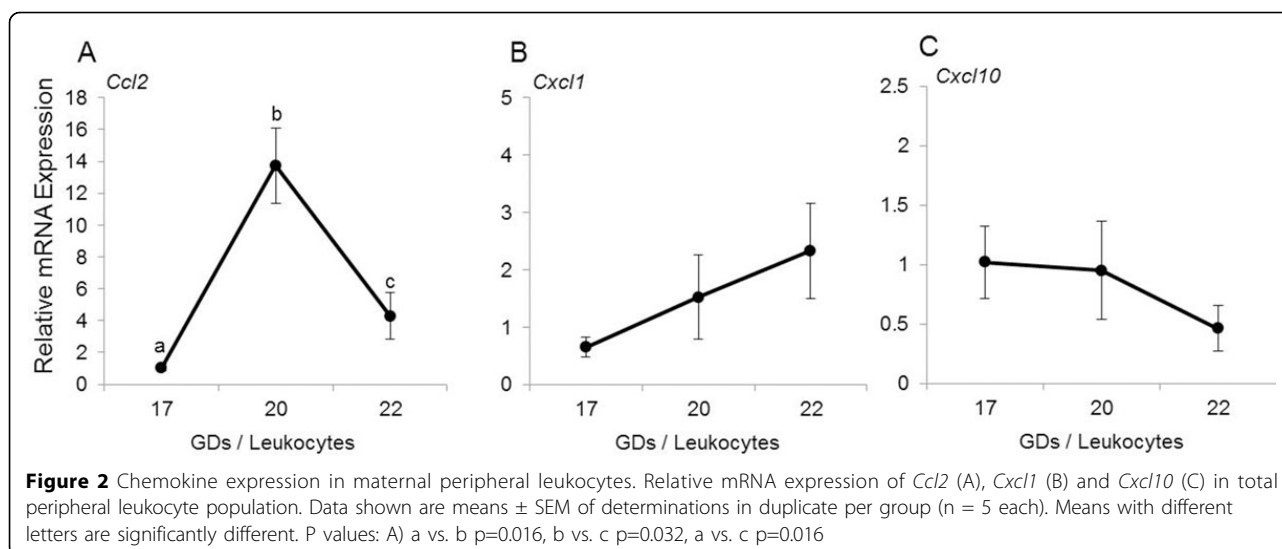 A
Ccl2
18
16
14
12
10
8
6
4
2
0
a
b
c
17
20
22
Relative mRNA Expression
GDs / Leukocytes
B
Cxcl1
5
4
3
2
1
0
17
20
22
GDs / Leukocytes
C
Cxcl10
2.5
2
1.5
1
0.5
0
17
20
22
GDs / Leukocytes
Figure 2 Chemokine expression in maternal peripheral leukocytes. Relative mRNA expression of Ccl2 (A), Cxcl1 (B) and Cxcl10 (C) in total
peripheral leukocyte population. Data shown are means ± SEM of determinations in duplicate per group (n = 5 each). Means with different
letters are significantly different. P values: A) a vs. b p=0.016, b vs. c p=0.032, a vs. c p=0.016